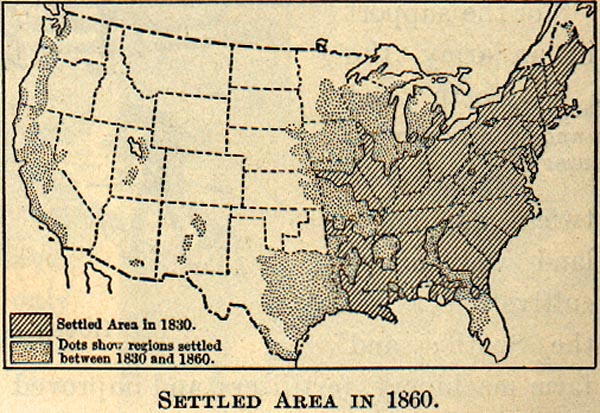 Settled Area in 1830.
Dots show regions settled
between 1830 and 1860.
SETTLED AREA IN 1860.